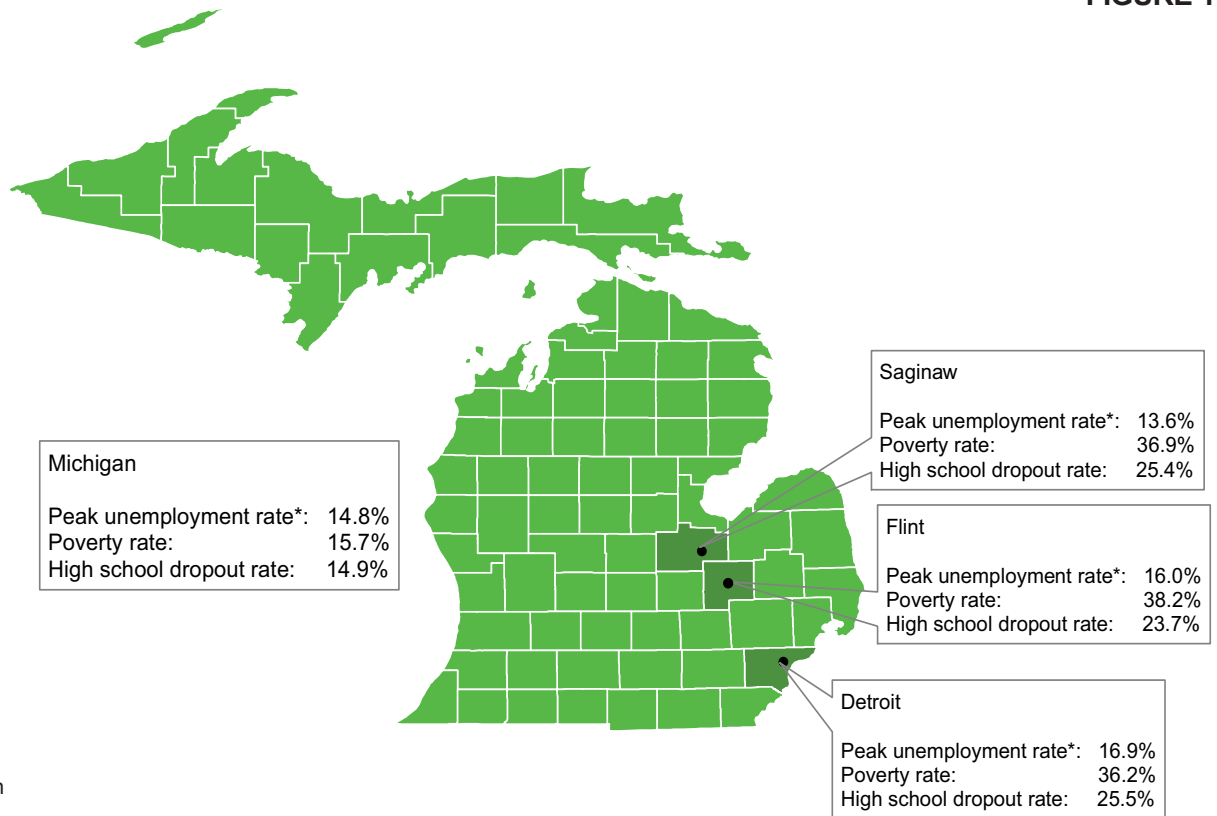 FIGURE 1
Michigan
Peak unemployment rate*: 14.8%
Poverty rate: 15.7%
High school dropout rate: 14.9%
Saginaw
Peak unemployment rate*: 13.6%
Poverty rate: 36.9%
High school dropout rate: 25.4%
Flint
Peak unemployment rate*: 16.0%
Poverty rate: 38.2%
High school dropout rate: 23.7%
Detroit
Peak unemployment rate*: 16.9%
Poverty rate: 36.2%
High school dropout rate: 25.5%